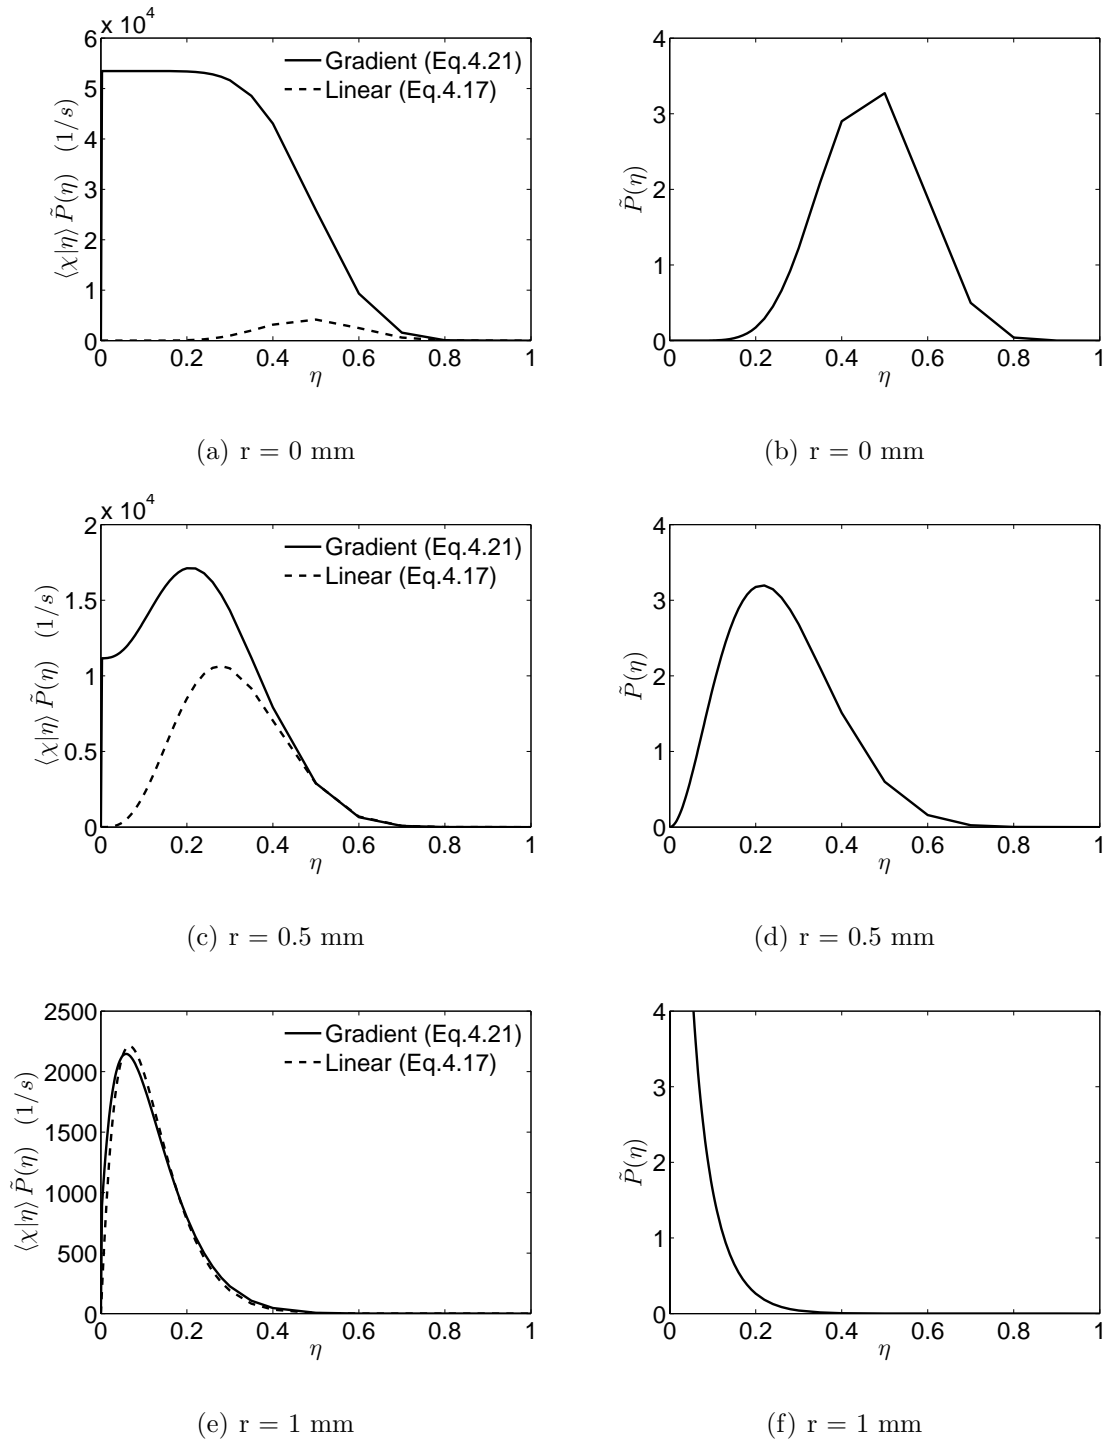 x 10⁴
6
5
4
3
2
1
0
0 0.2 0.4 0.6 0.8 1
⟨χ|η⟩ P̃(η) (1/s)
η
Gradient (Eq.4.21)
Linear (Eq.4.17)
(a) r = 0 mm
4
3
2
1
0
0 0.2 0.4 0.6 0.8 1
P̃(η)
η
(b) r = 0 mm
x 10⁴
2
1.5
1
0.5
0
0 0.2 0.4 0.6 0.8 1
⟨χ|η⟩ P̃(η) (1/s)
η
Gradient (Eq.4.21)
Linear (Eq.4.17)
(c) r = 0.5 mm
4
3
2
1
0
0 0.2 0.4 0.6 0.8 1
P̃(η)
η
(d) r = 0.5 mm
2500
2000
1500
1000
500
0
0 0.2 0.4 0.6 0.8 1
⟨χ|η⟩ P̃(η) (1/s)
η
Gradient (Eq.4.21)
Linear (Eq.4.17)
(e) r = 1 mm
4
3
2
1
0
0 0.2 0.4 0.6 0.8 1
P̃(η)
η
(f) r = 1 mm